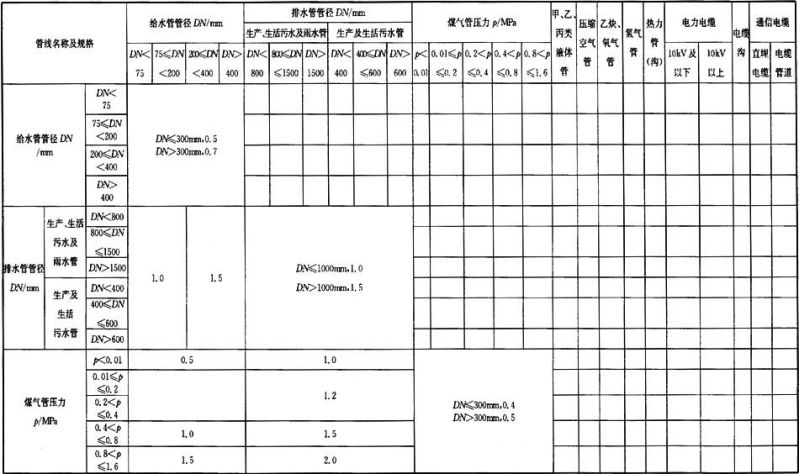 管线名称及规格
给水管管径DN/mm
排水管管径DN/mm
煤气管压力 p/MPa
甲、乙、丙类液体管
压缩空气管
乙炔、氧气管
氢气管
热力管(沟)
电力电缆
电缆沟
通信电缆
生产、生活污水及雨水管
生产及生活污水管
DN<75
75≤DN<200
200≤DN<400
DN>400
DN<800
800≤DN≤1500
DN>1500
DN<400
400≤DN≤600
DN>600
p<0.01
0.01≤p≤0.2
0.2<p≤0.4
0.4<p≤0.8
0.8<p≤1.6
10kV及以下
10kV以上
直埋电缆
电缆管道
给水管管径DN/mm
DN<75
75≤DN<200
200≤DN<400
DN>400
DN≤300mm,0.5
DN>300mm,0.7
排水管管径DN/mm
生产、生活污水及雨水管
DN<800
800≤DN≤1500
DN>1500
生产及生活污水管
DN<400
400≤DN≤600
DN>600
1.0
1.5
DN≤1000mm,1.0
DN>1000mm,1.5
煤气管压力p/MPa
p<0.01
0.5
1.0
0.01≤p≤0.2
0.2<p≤0.4
1.2
0.4<p≤0.8
1.0
1.5
0.8<p≤1.6
1.5
2.0
DN≤300mm,0.4
DN>300mm,0.5